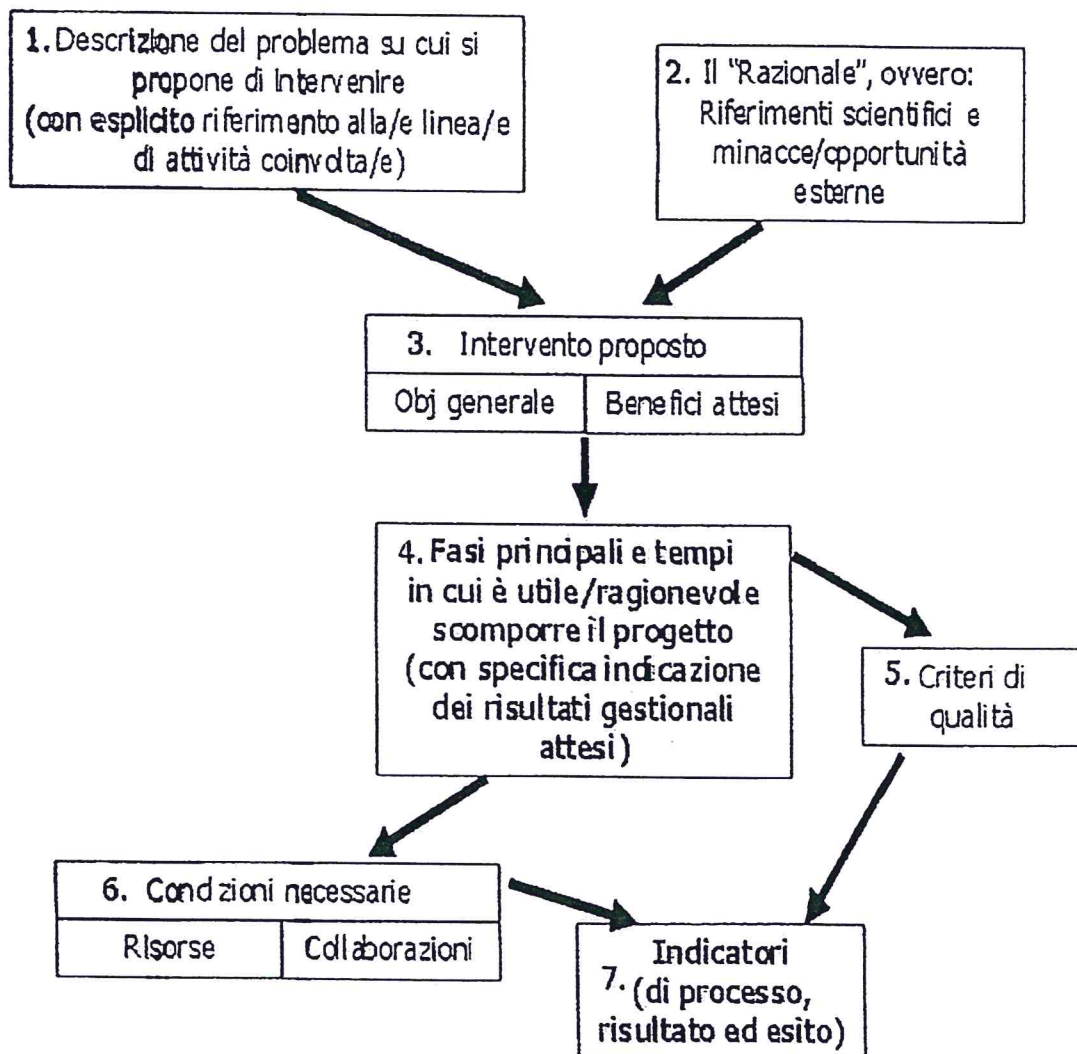 1. Descrizione del problema su cui si
propone di intervenire
(con esplicito riferimento alla/e linea/e
di attività coinvolta/e)
2. Il "Razionale", ovvero:
Riferimenti scientifici e
minacce/opportunità
esterne
3. Intervento proposto
Obj generale
Benefici attesi
4. Fasi principali e tempi
in cui è utile/ragionevole
scomporre il progetto
(con specifica indicazione
dei risultati gestionali
attesi)
5. Criteri di
qualità
6. Condizioni necessarie
Risorse
Collaborazioni
Indicatori
7. (di processo,
risultato ed esito)